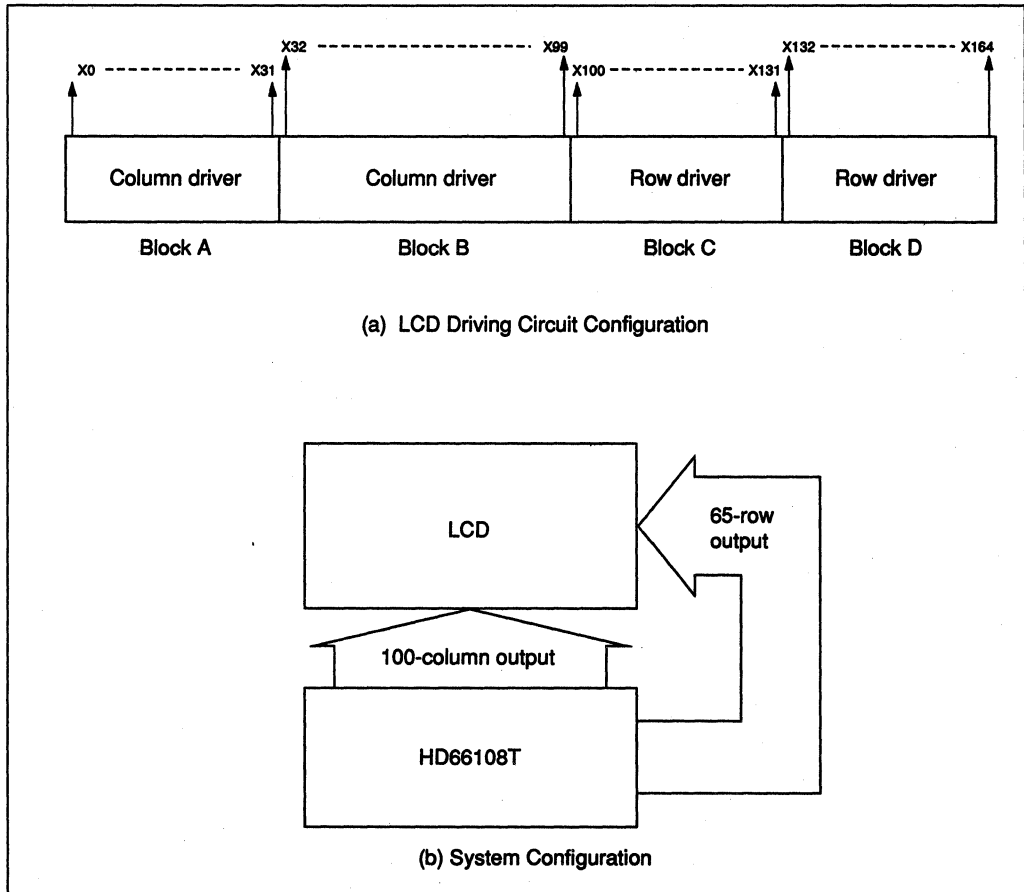 X32 ---------- X99 X132 ---------- X164
X0 ---------- X31 X100 ---------- X131
Column driver Column driver Row driver Row driver
Block A Block B Block C Block D
(a) LCD Driving Circuit Configuration
LCD
65-row
output
100-column output
HD66108T
(b) System Configuration